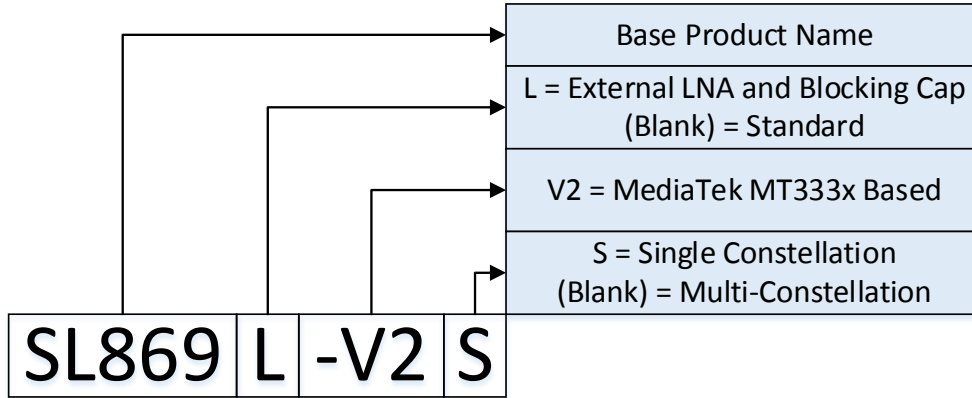 Base Product Name
L = External LNA and Blocking Cap
(Blank) = Standard
V2 = MediaTek MT333x Based
S = Single Constellation
(Blank) = Multi-Constellation
SL869 L -V2 S